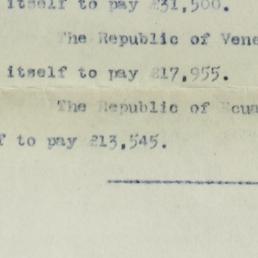 itself to pay £31,500.
The Republic of Vene
itself to pay £17,955.
The Republic of Ecua
f to pay £13,545.